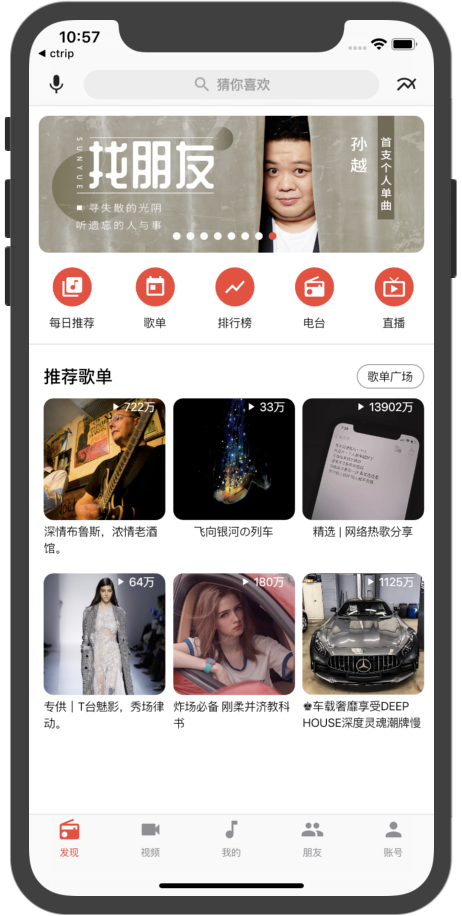 10:57
ctrip
猜你喜欢
SUNYUE
找朋友
寻失散的光阴
听遗忘的人与事
孙越
首支个人单曲
每日推荐
歌单
排行榜
电台
直播
推荐歌单
歌单广场
722万
33万
13902万
深情布鲁斯，浓情老酒
馆。
飞向银河の列车
精选 | 网络热歌分享
64万
180万
1125万
专供｜T台魅影，秀场律
动。
炸场必备 刚柔并济教科
书
♚车载奢靡享受DEEP
HOUSE深度灵魂潮牌慢
发现
视频
我的
朋友
账号